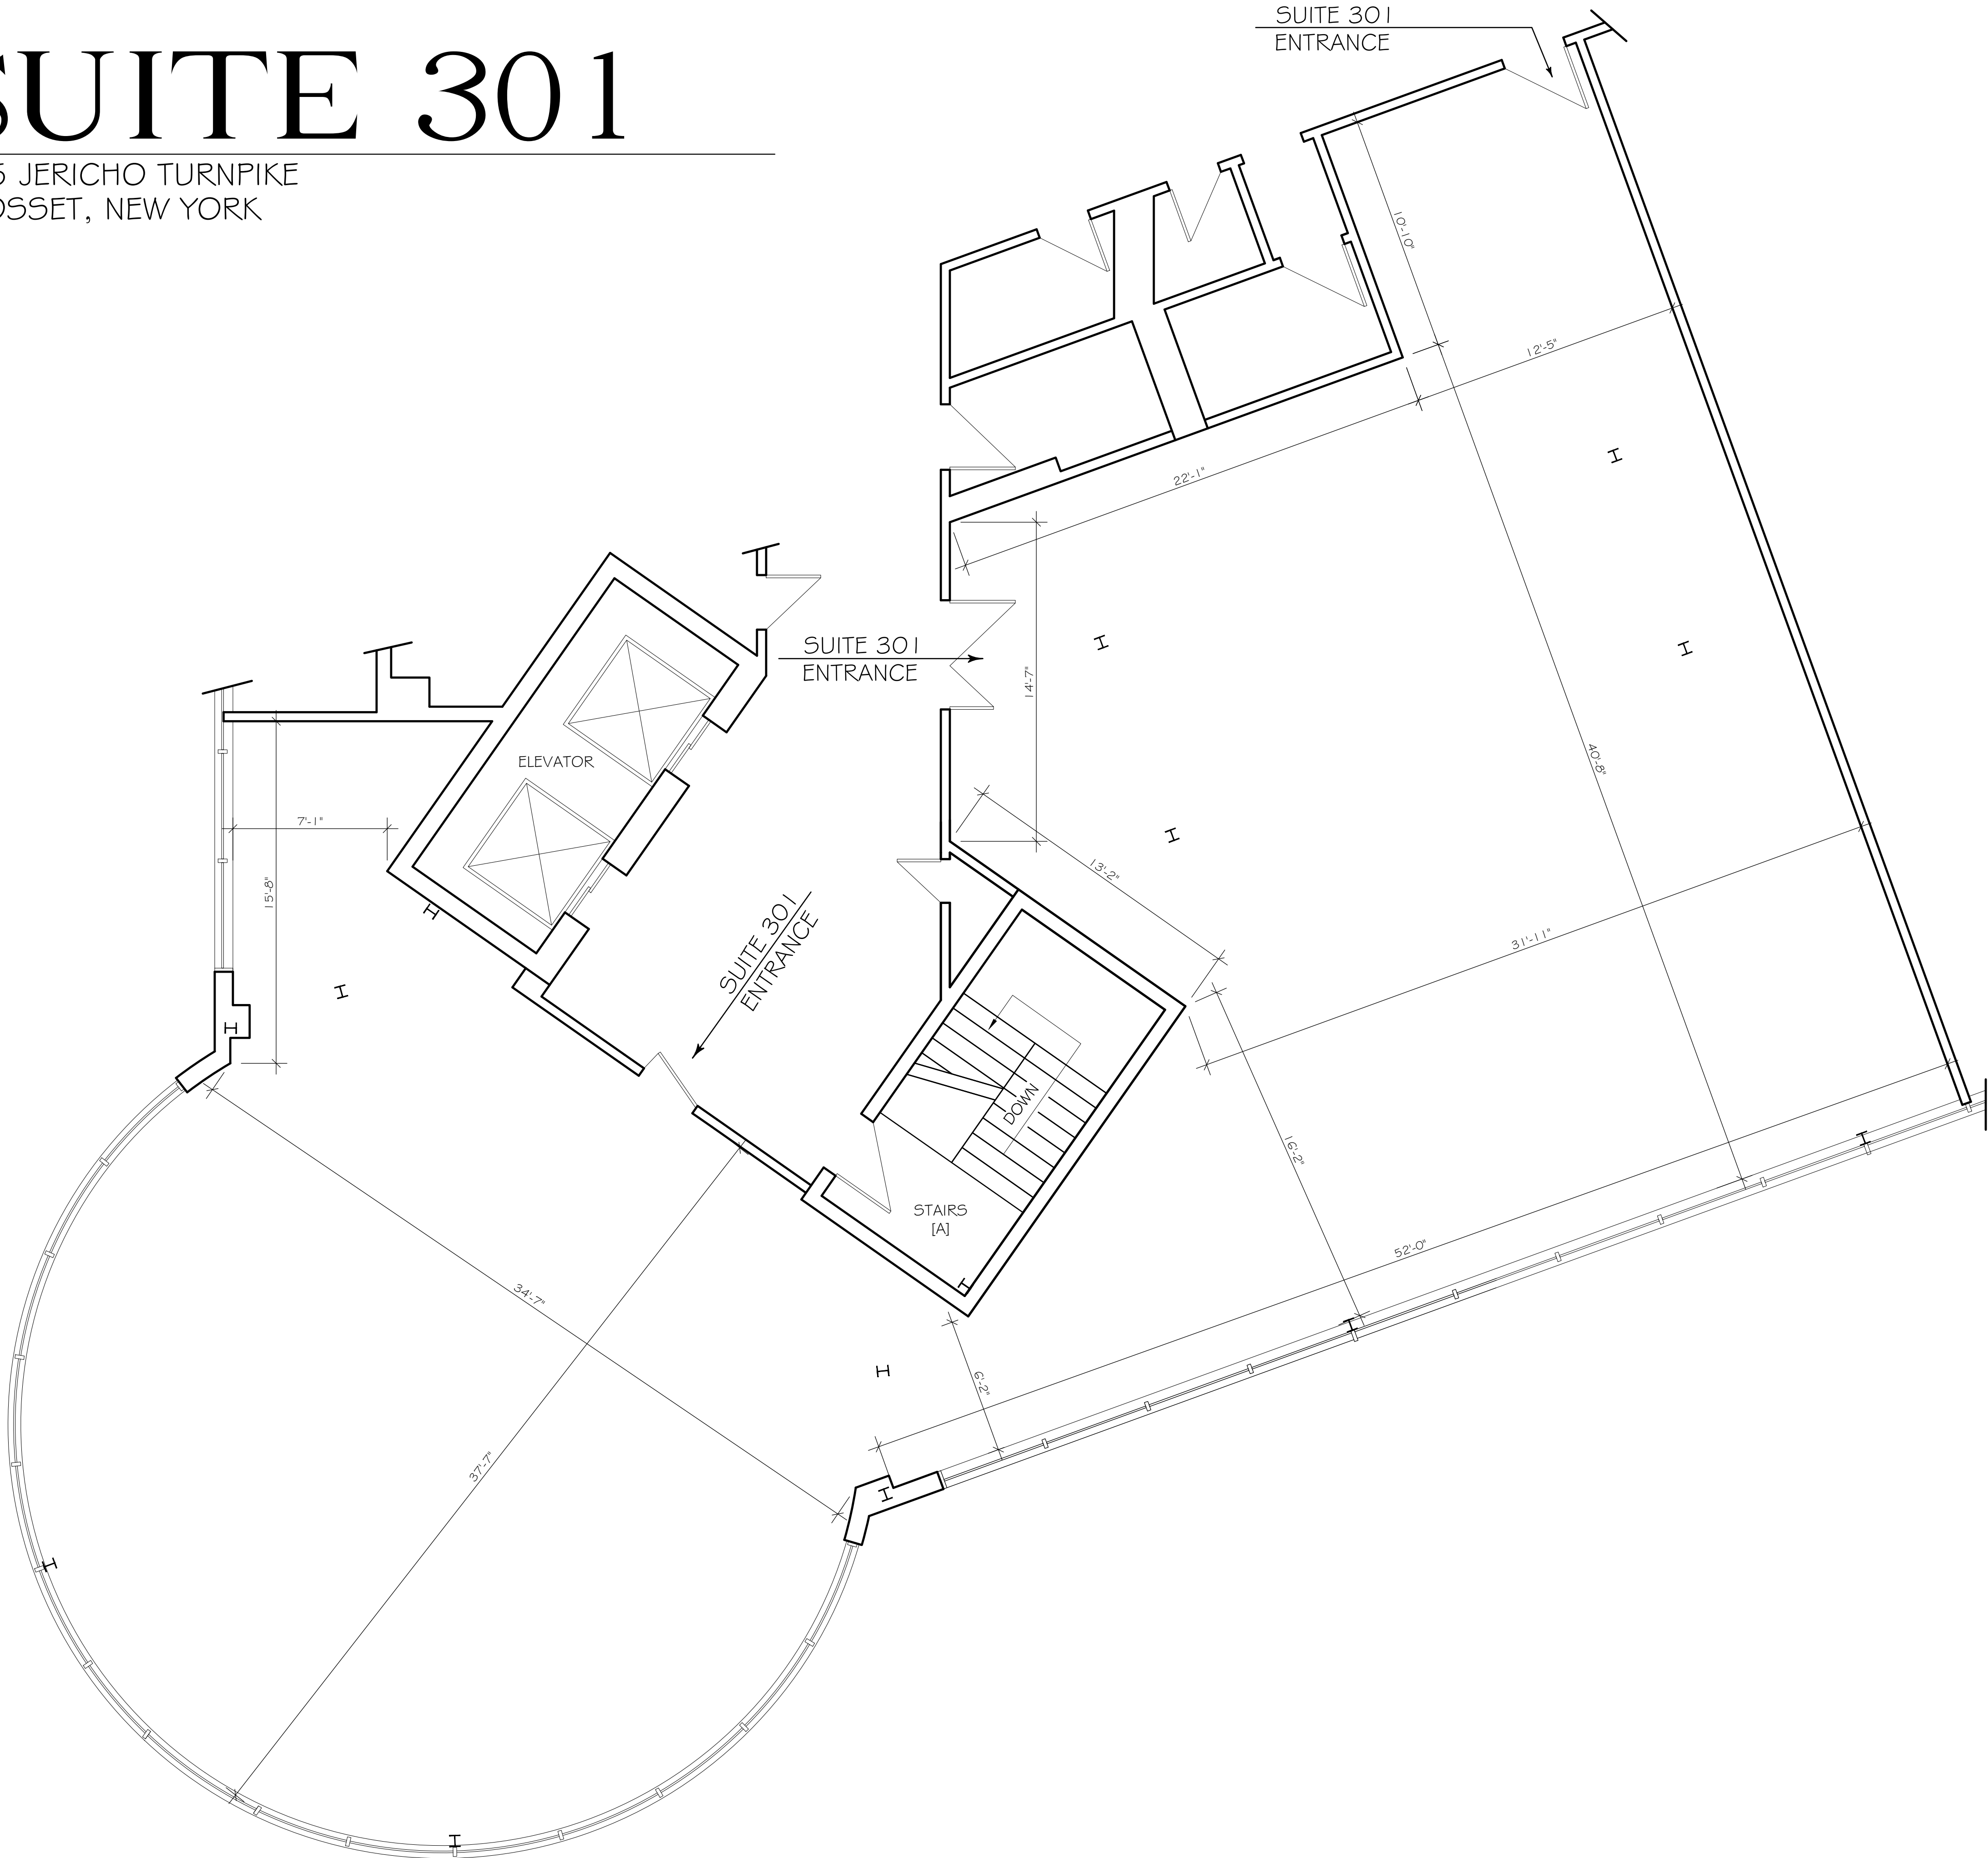 SUITE 301
5 JERICHO TURNPIKE
OSSET, NEW YORK
SUITE 301
ENTRANCE
10'-10"
12'-5"
22'-1"
SUITE 301
ENTRANCE
14'-7"
ELEVATOR
40'-8"
7'-1"
15'-8"
13'-2"
SUITE 301
ENTRANCE
31'-11"
DOWN
16'-2"
STAIRS
[A]
52'-0"
34'-7"
6'-2"
37'-7"